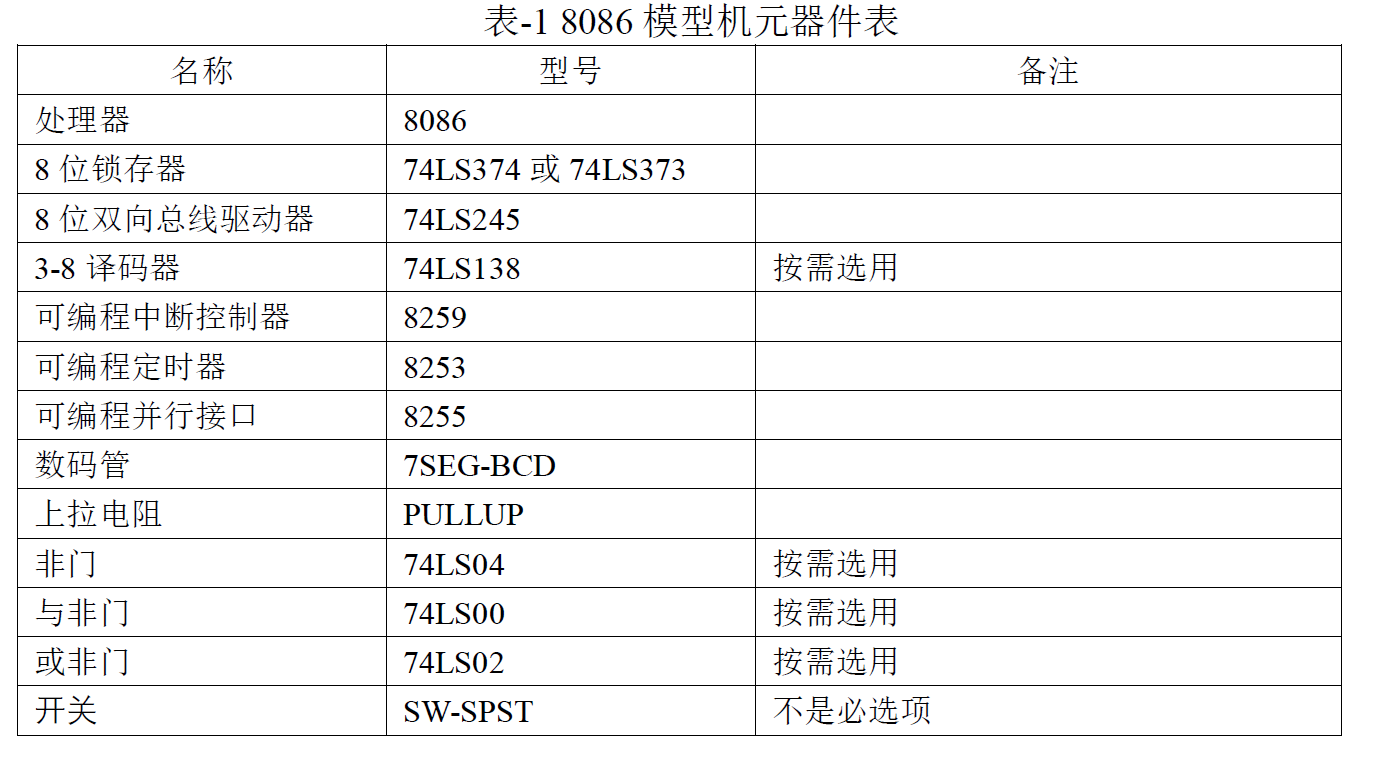 表-1 8086 模型机元器件表
名称 型号 备注
处理器 8086
8 位锁存器 74LS374 或 74LS373
8 位双向总线驱动器 74LS245
3-8 译码器 74LS138 按需选用
可编程中断控制器 8259
可编程定时器 8253
可编程并行接口 8255
数码管 7SEG-BCD
上拉电阻 PULLUP
非门 74LS04 按需选用
与非门 74LS00 按需选用
或非门 74LS02 按需选用
开关 SW-SPST 不是必选项